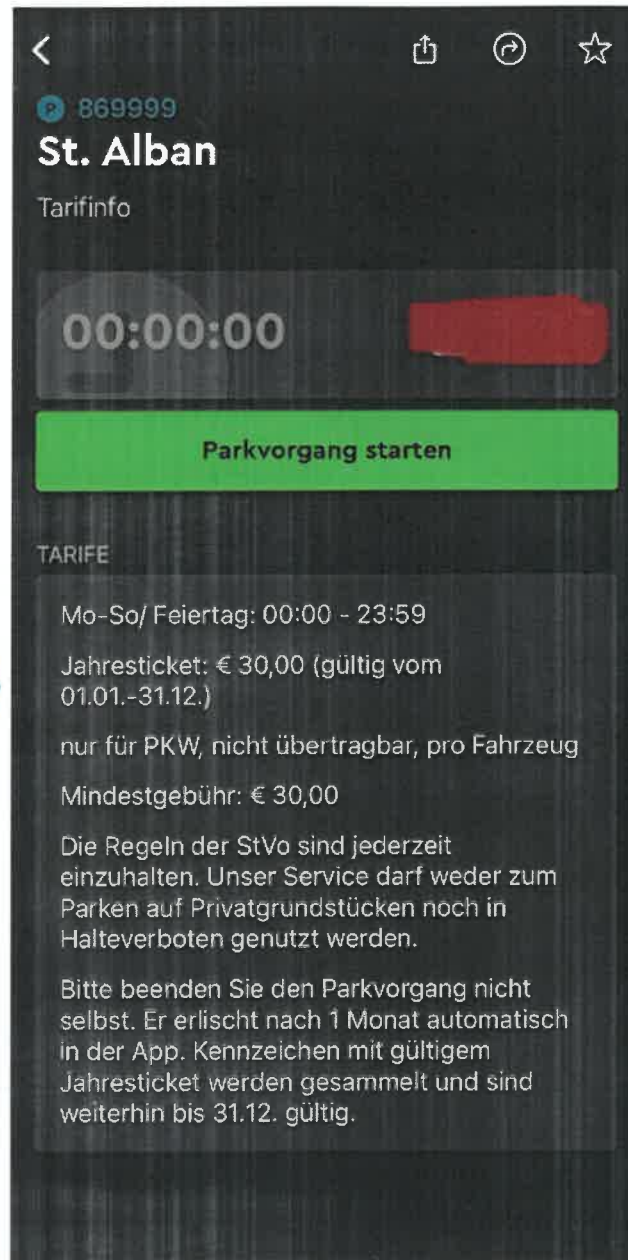 869999
St. Alban
Tarifinfo
00:00:00
Parkvorgang starten
TARIFE
Mo-So/ Feiertag: 00:00 - 23:59
Jahresticket: € 30,00 (gültig vom
01.01.-31.12.)
nur für PKW, nicht übertragbar, pro Fahrzeug
Mindestgebühr: € 30,00
Die Regeln der StVo sind jederzeit
einzuhalten. Unser Service darf weder zum
Parken auf Privatgrundstücken noch in
Halteverboten genutzt werden.
Bitte beenden Sie den Parkvorgang nicht
selbst. Er erlischt nach 1 Monat automatisch
in der App. Kennzeichen mit gültigem
Jahresticket werden gesammelt und sind
weiterhin bis 31.12. gültig.